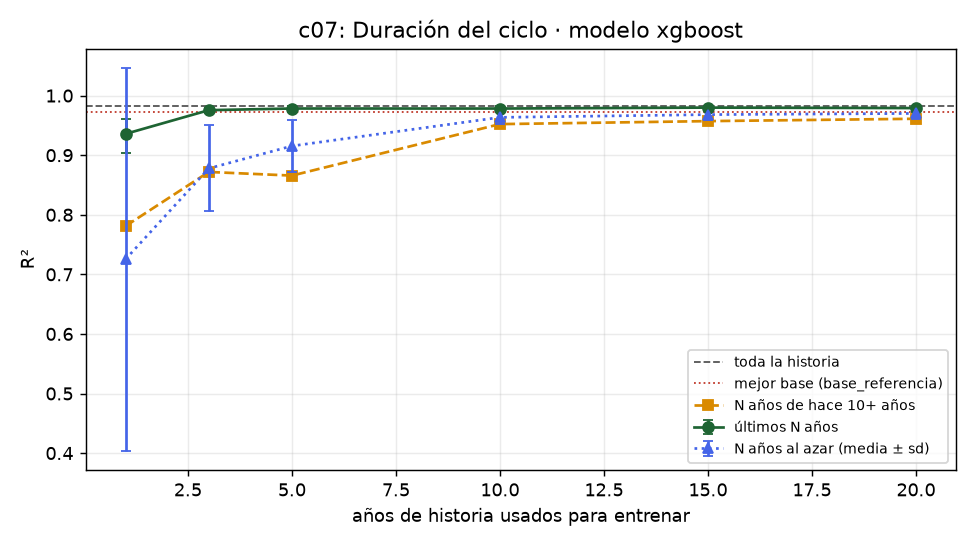 c07: Duración del ciclo · modelo xgboost
R²
1.0
0.9
0.8
0.7
0.6
0.5
0.4
toda la historia
mejor base (base_referencia)
N años de hace 10+ años
últimos N años
N años al azar (media ± sd)
2.5 5.0 7.5 10.0 12.5 15.0 17.5 20.0
años de historia usados para entrenar